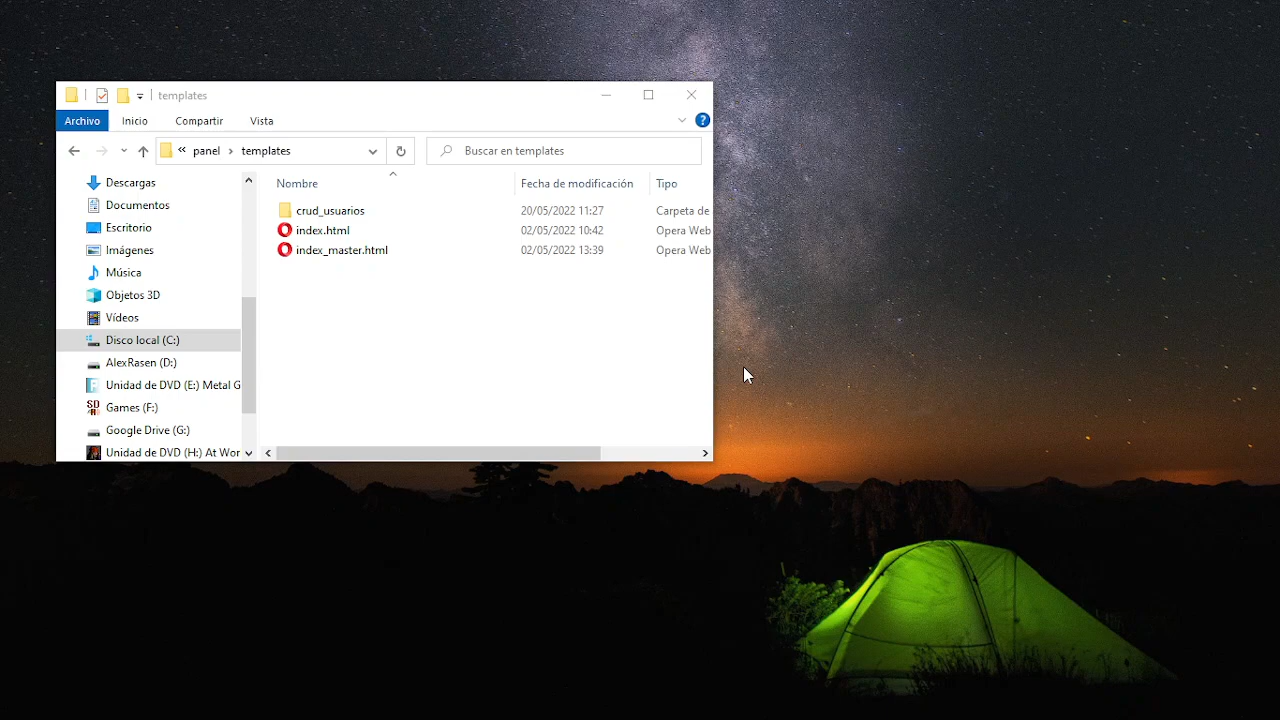 templates
Archivo Inicio Compartir Vista
« panel › templates Buscar en templates
Nombre Fecha de modificación Tipo
crud_usuarios 20/05/2022 11:27 Carpeta de
index.html 02/05/2022 10:42 Opera Web
index_master.html 02/05/2022 13:39 Opera Web
Descargas
Documentos
Escritorio
Imágenes
Música
Objetos 3D
Vídeos
Disco local (C:)
AlexRasen (D:)
Unidad de DVD (E:) Metal G
Games (F:)
Google Drive (G:)
Unidad de DVD (H:) At Wor